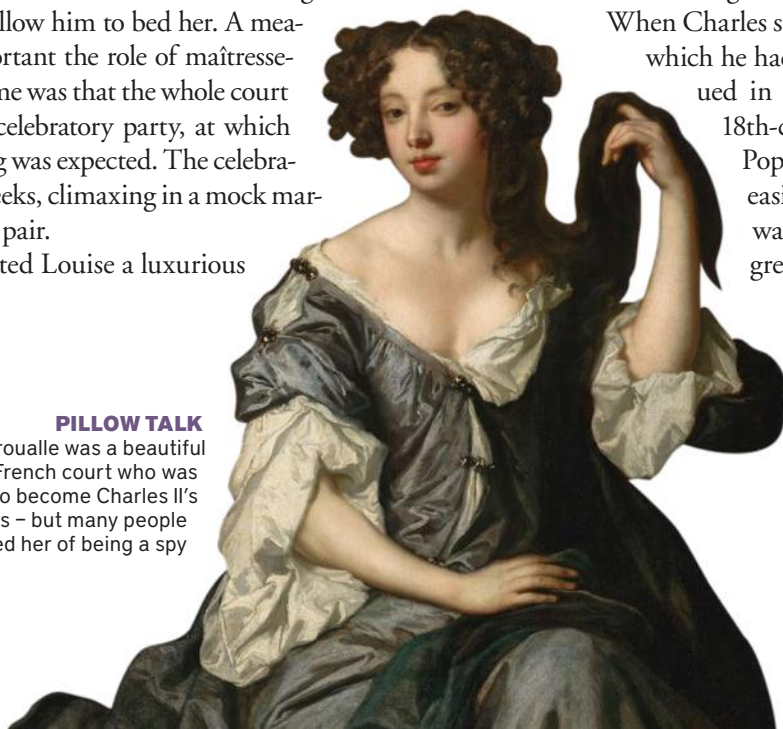 llow him to bed her. A mea-
ortant the role of maîtresse-
me was that the whole court
celebratory party, at which
g was expected. The celebra-
eeks, climaxing in a mock mar-
pair.
ted Louise a luxurious
PILLOW TALK
roualle was a beautiful
French court who was
o become Charles II's
s – but many people
ed her of being a spy
When Charles s
which he had
ued in
18th-c
Pop
easi
wa
gre